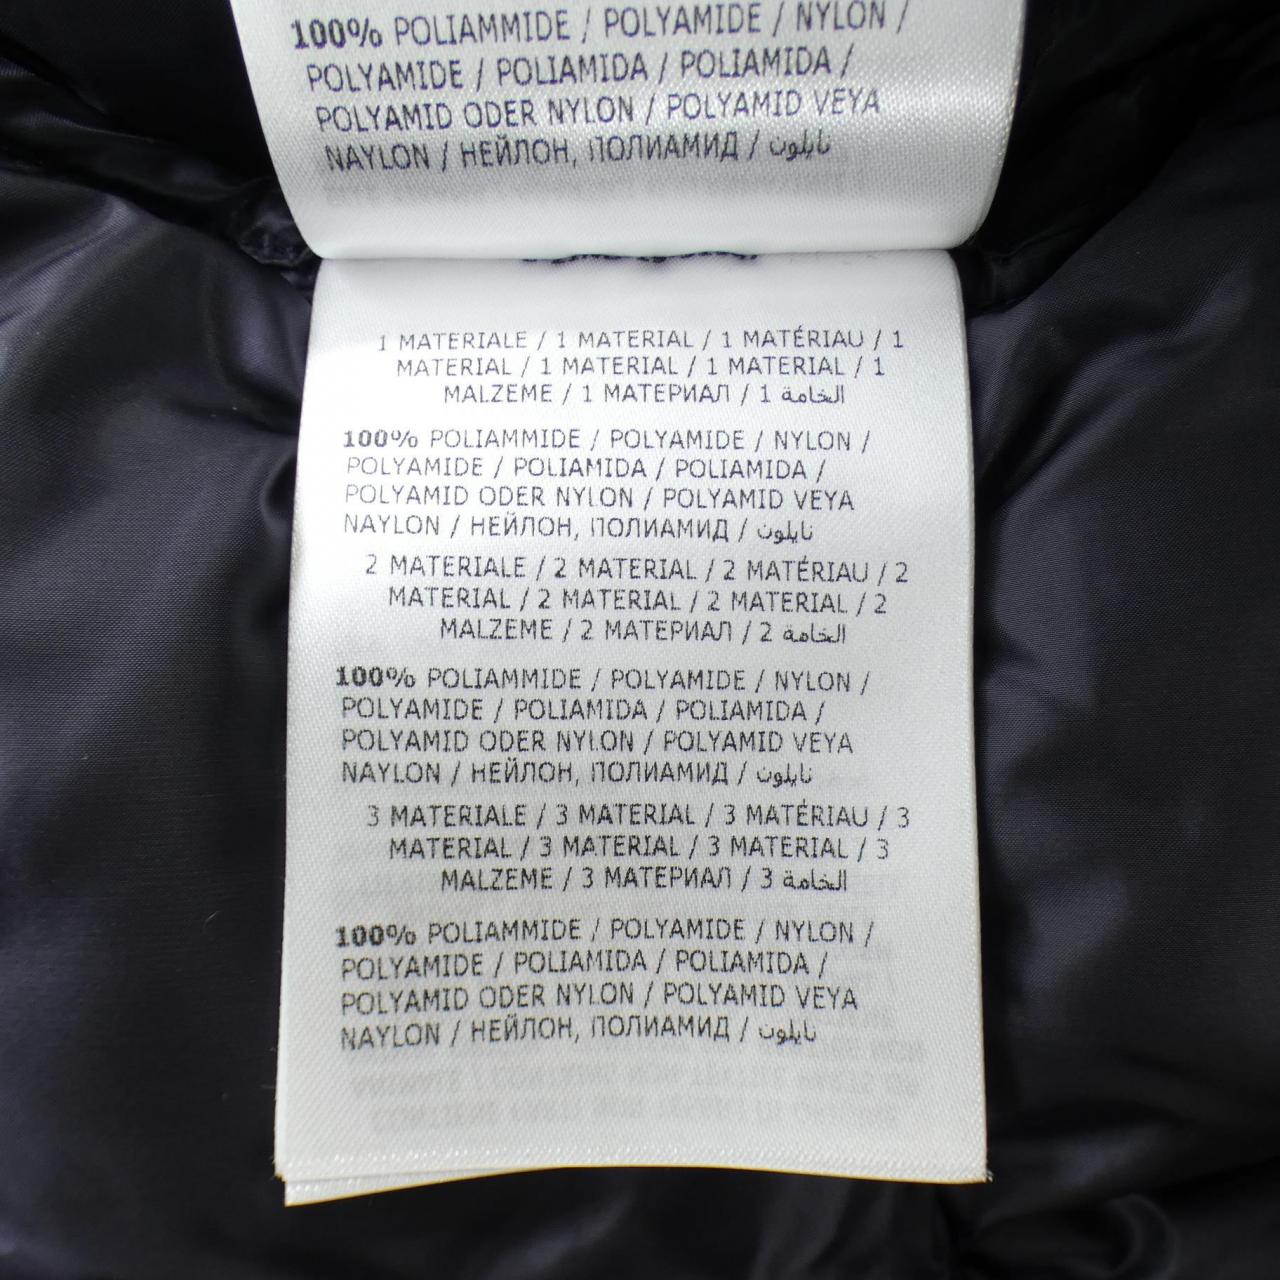 100% POLIAMMIDE / POLYAMIDE / NYLON /
POLYAMIDE / POLIAMIDA / POLIAMIDA /
POLYAMID ODER NYLON / POLYAMID VEYA
NAYLON / НЕЙЛОН, ПОЛИАМИД / نايلون
1 MATERIALE / 1 MATERIAL / 1 MATÉRIAU / 1
MATERIAL / 1 MATERIAL / 1 MATERIAL / 1
MALZEME / 1 МАТЕРИАЛ / 1 الخامة
100% POLIAMMIDE / POLYAMIDE / NYLON /
POLYAMIDE / POLIAMIDA / POLIAMIDA /
POLYAMID ODER NYLON / POLYAMID VEYA
NAYLON / НЕЙЛОН, ПОЛИАМИД / نايلون
2 MATERIALE / 2 MATERIAL / 2 MATÉRIAU / 2
MATERIAL / 2 MATERIAL / 2 MATERIAL / 2
MALZEME / 2 МАТЕРИАЛ / 2 الخامة
100% POLIAMMIDE / POLYAMIDE / NYLON /
POLYAMIDE / POLIAMIDA / POLIAMIDA /
POLYAMID ODER NYLON / POLYAMID VEYA
NAYLON / НЕЙЛОН, ПОЛИАМИД / نايلون
3 MATERIALE / 3 MATERIAL / 3 MATÉRIAU / 3
MATERIAL / 3 MATERIAL / 3 MATERIAL / 3
MALZEME / 3 МАТЕРИАЛ / 3 الخامة
100% POLIAMMIDE / POLYAMIDE / NYLON /
POLYAMIDE / POLIAMIDA / POLIAMIDA /
POLYAMID ODER NYLON / POLYAMID VEYA
NAYLON / НЕЙЛОН, ПОЛИАМИД / نايلون